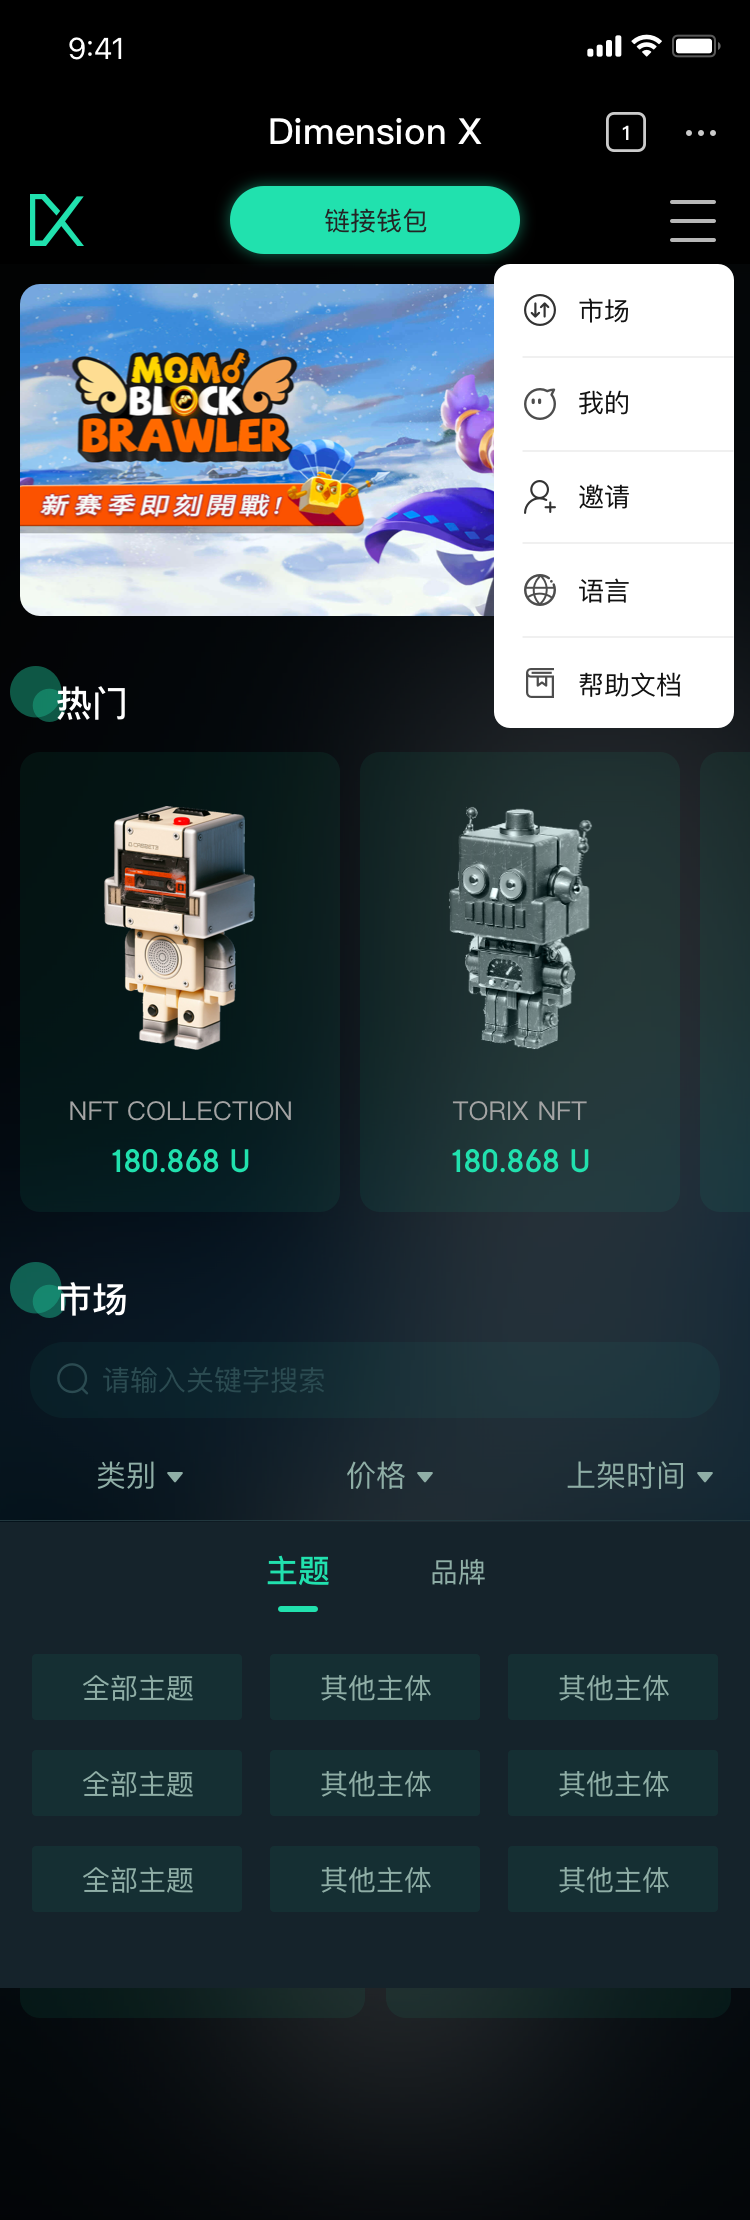 9:41
Dimension X
1
链接钱包
市场
我的
邀请
语言
帮助文档
MOMO
BLOCK
BRAWLER
新赛季即刻開戰!
热门
NFT COLLECTION
180.868 U
TORIX NFT
180.868 U
市场
请输入关键字搜索
类别
价格
上架时间
主题
品牌
全部主题
其他主体
其他主体
全部主题
其他主体
其他主体
全部主题
其他主体
其他主体